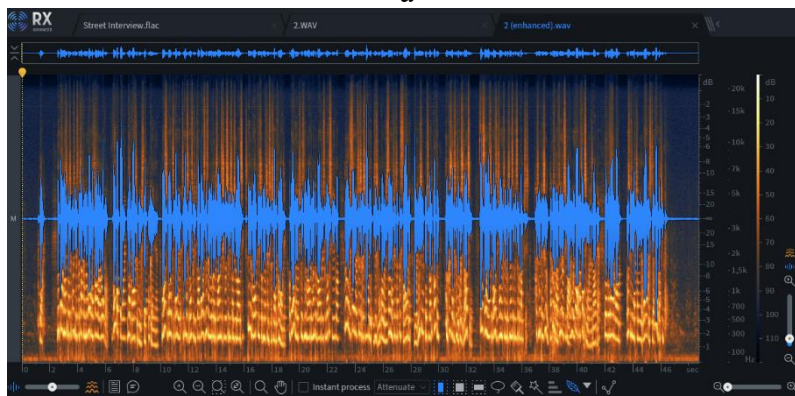 RX
ADVANCED
Street Interview.flac
2.WAV
2 (enhanced).wav
dB
-2
-3
-4
-5
-6
-8
-10
-15
-20
-∞
-20
-15
-10
-8
-6
-5
-4
-3
-2
-1
-20k
-15k
-10k
-7k
-5k
-3k
-2k
-1,5k
-1k
-700
-500
-300
-100
Hz
dB
10
20
30
40
50
60
70
80
90
100
110
M
0 2 4 6 8 10 12 14 16 18 20 22 24 26 28 30 32 34 36 38 40 42 44 46 sec
Instant process Attenuate